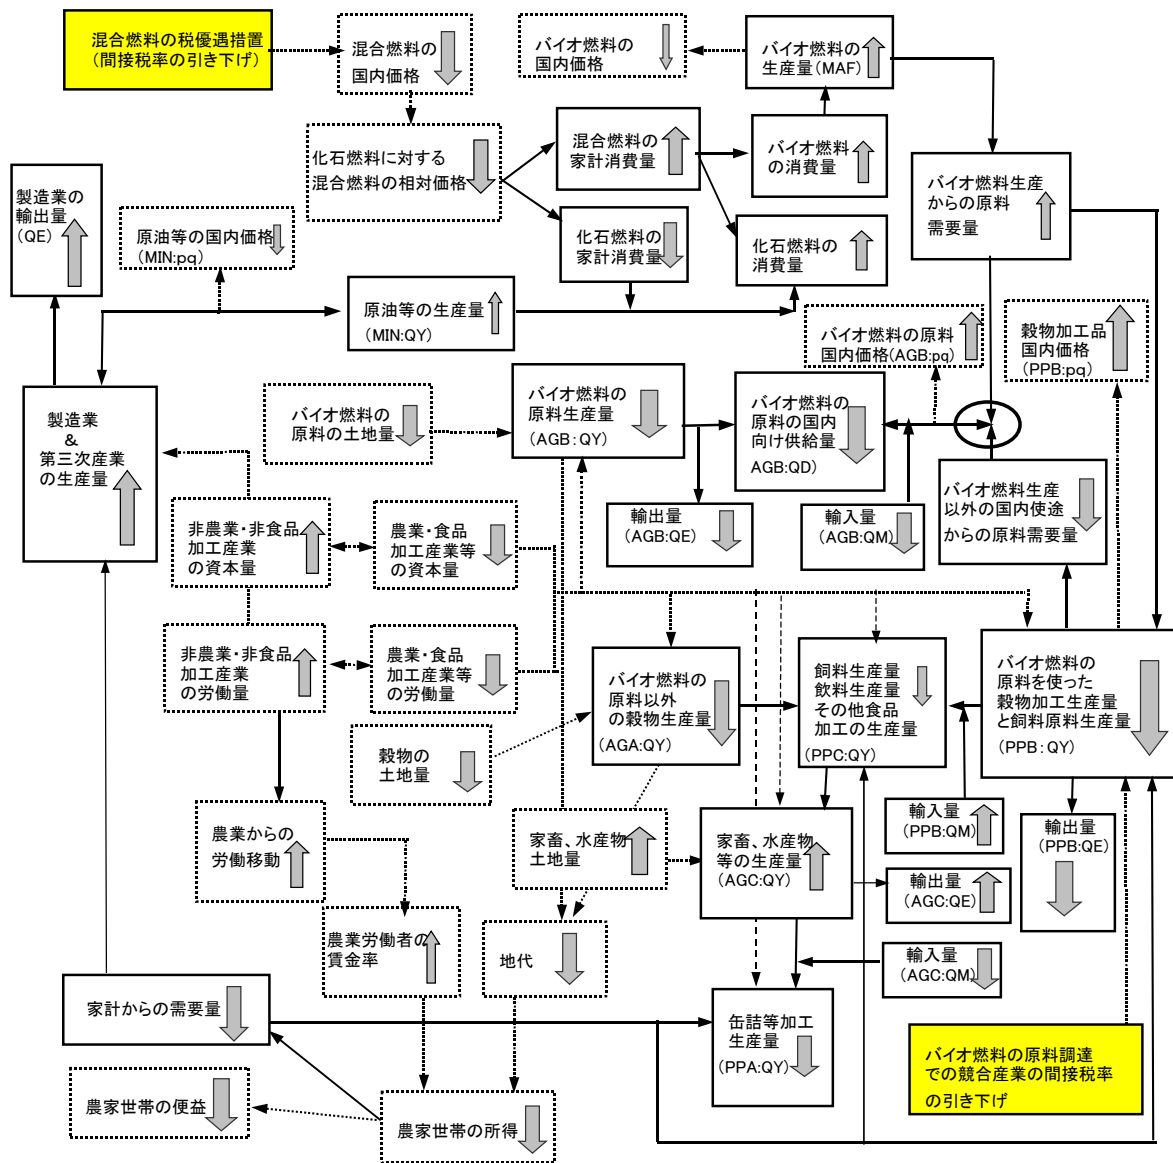 混合燃料の税優遇措置
(間接税率の引き下げ)
混合燃料の
国内価格
バイオ燃料の
国内価格
バイオ燃料の
生産量(MAF)
化石燃料に対する
混合燃料の相対価格
混合燃料の
家計消費量
バイオ燃料
の消費量
バイオ燃料生産
からの原料
需要量
製造業の
輸出量
(QE)
原油等の国内価格
(MIN:pq)
化石燃料の
家計消費量
化石燃料の
消費量
原油等の生産量
(MIN:QY)
バイオ燃料の原料
国内価格(AGB:pq)
穀物加工品
国内価格
(PPB:pq)
製造業
&
第三次産業
の生産量
バイオ燃料の
原料の土地量
バイオ燃料の
原料生産量
(AGB:QY)
バイオ燃料の
原料の国内
向け供給量
AGB:QD)
バイオ燃料生産
以外の国内使途
からの原料需要量
輸出量
(AGB:QE)
輸入量
(AGB:QM)
非農業・非食品
加工産業
の資本量
農業・食品
加工産業等
の資本量
非農業・非食品
加工産業
の労働量
農業・食品
加工産業等
の労働量
バイオ燃料の
原料以外
の穀物生産量
(AGA:QY)
飼料生産量
飲料生産量
その他食品
加工の生産量
(PPC:QY)
バイオ燃料の
原料を使った
穀物加工生産量
と飼料原料生産量
(PPB:QY)
穀物の
土地量
農業からの
労働移動
家畜、水産物
土地量
家畜、水産物
等の生産量
(AGC:QY)
輸入量
(PPB:QM)
輸出量
(PPB:QE)
輸出量
(AGC:QE)
農業労働者の
賃金率
地代
輸入量
(AGC:QM)
家計からの需要量
缶詰等加工
生産量
(PPA:QY)
バイオ燃料の原料調達
での競合産業の間接税率
の引き下げ
農家世帯の便益
農家世帯の所得